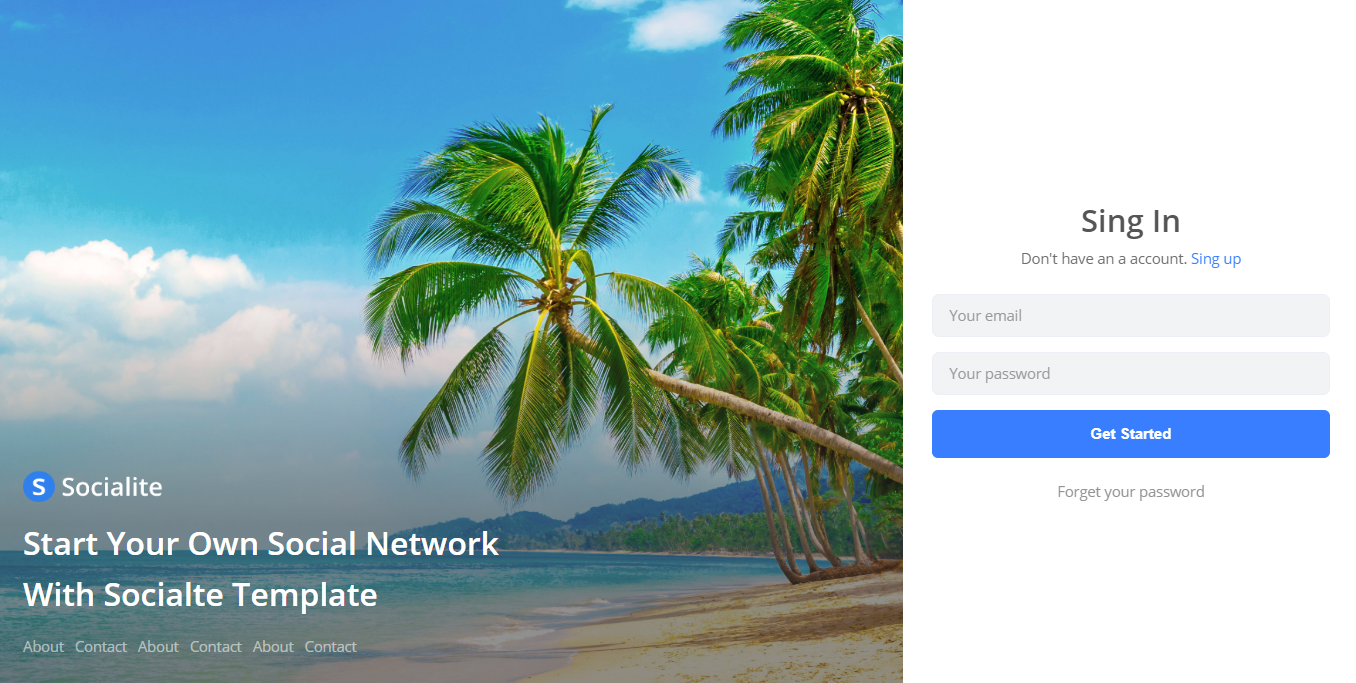 S Socialite
Start Your Own Social Network
With Socialte Template
About Contact About Contact About Contact
Sing In
Don't have an a account. Sing up
Your email
Your password
Get Started
Forget your password